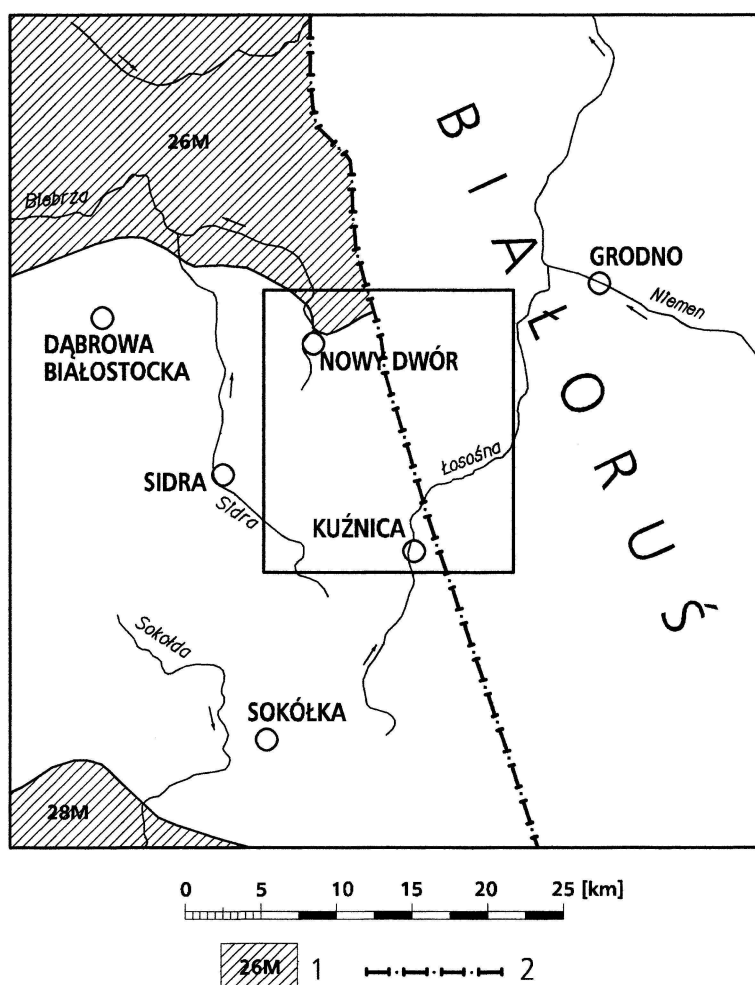 BIAŁORUŚ
26M
Biebrza
GRODNO
Niemen
DĄBROWA
BIAŁOSTOCKA
NOWY DWÓR
Łosośna
SIDRA
Sidra
KUŹNICA
Sokołda
SOKÓŁKA
28M
0 5 10 15 20 25 [km]
26M 1 2